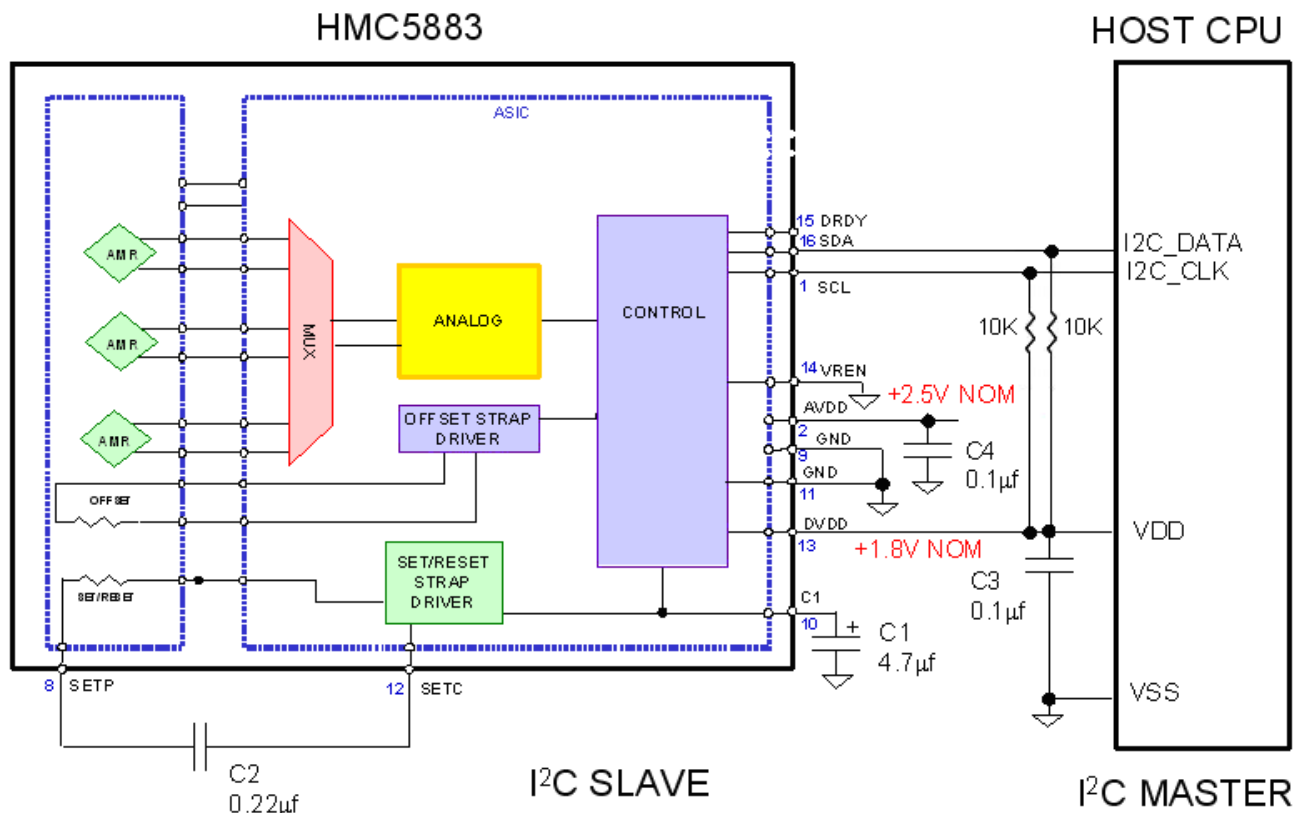 HMC5883
HOST CPU
ASIC
15 DRDY
16 SDA
I2C_DATA
I2C_CLK
1 SCL
AMR
AMR
AMR
MUX
ANALOG
CONTROL
10K
10K
14 VREN
+2.5V NOM
AVDD
2
GND
9
GND
11
C4
0.1µf
OFFSET STRAP
DRIVER
OFFSET
DVDD
13
+1.8V NOM
VDD
C3
0.1µf
SET/RESET
STRAP
DRIVER
SET/RESET
C1
10
+
C1
4.7µf
VSS
8 SETP
12 SETC
C2
0.22µf
I²C SLAVE
I²C MASTER